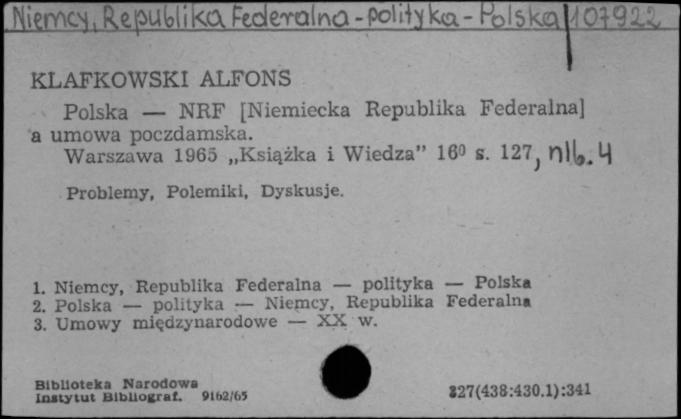 Niemcy, Republika Federalna - polityka - Polska 107922
KLAFKOWSKI ALFONS
Polska — NRF [Niemiecka Republika Federalna]
a umowa poczdamska.
Warszawa 1965 „Książka i Wiedza” 16⁰ s. 127, nlb. 4
Problemy, Polemiki, Dyskusje.
1. Niemcy, Republika Federalna — polityka — Polska
2. Polska — polityka — Niemcy, Republika Federalna
3. Umowy międzynarodowe — XX w.
Biblioteka Narodowa
Instytut Bibliograf. 9162/65
327(438:430.1):341